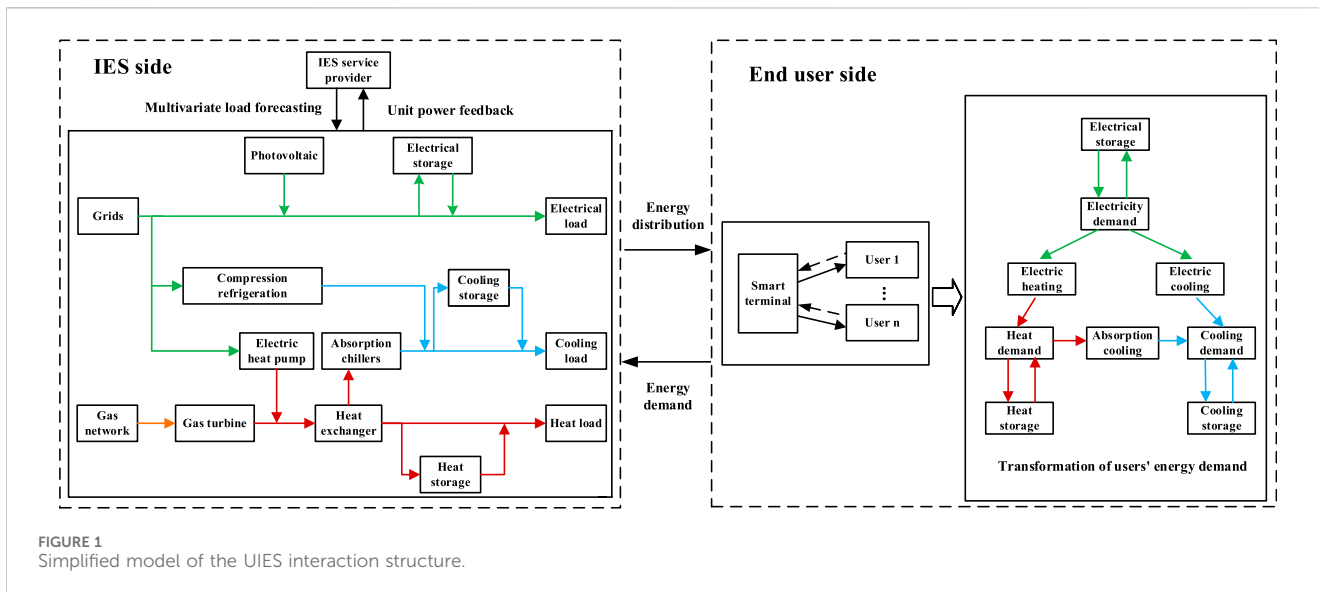 IES side
IES service
provider
Multivariate load forecasting
Unit power feedback
Photovoltaic
Electrical
storage
Grids
Electrical
load
Compression
refrigeration
Cooling
storage
Electric
heat pump
Absorption
chillers
Cooling
load
Gas
network
Gas turbine
Heat
exchanger
Heat load
Heat
storage
Energy
distribution
Energy
demand
End user side
Smart
terminal
User 1
⋮
User n
Electrical
storage
Electricity
demand
Electric
heating
Electric
cooling
Heat
demand
Absorption
cooling
Cooling
demand
Heat
storage
Cooling
storage
Transformation of users' energy demand
FIGURE 1
Simplified model of the UIES interaction structure.